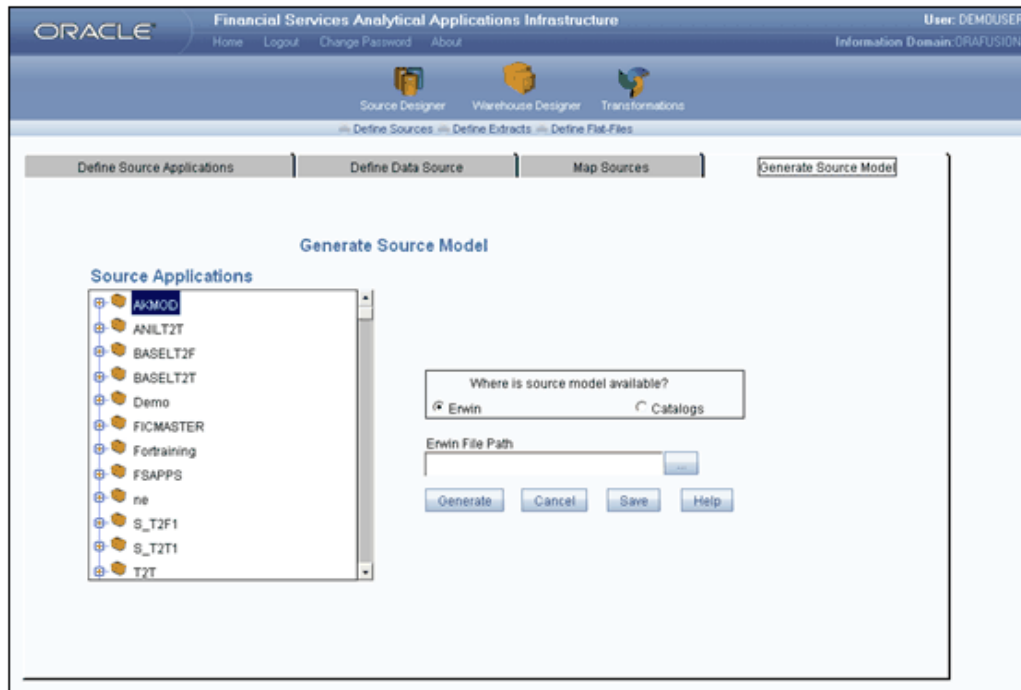 ORACLE
Financial Services Analytical Applications Infrastructure
User: DEMOUSER
Home Logout Change Password About
Information Domain:ORAFUSION
Source Designer Warehouse Designer Transformations
Define Sources Define Extracts Define Flat-Files
Define Source Applications Define Data Source Map Sources Generate Source Model
Generate Source Model
Source Applications
AKMOD
ANILT2T
BASELT2F
BASELT2T
Demo
FICMASTER
Fortraining
FSAPPS
ne
S_T2F1
S_T2T1
T2T
Where is source model available?
Erwin Catalogs
Erwin File Path
...
Generate Cancel Save Help